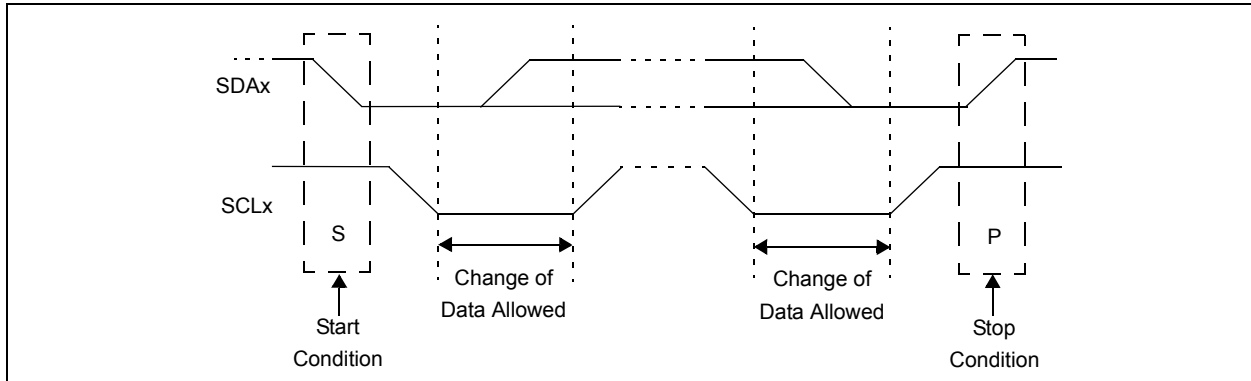 SDAx
SCLx
S
P
Change of
Data Allowed
Change of
Data Allowed
Start
Condition
Stop
Condition